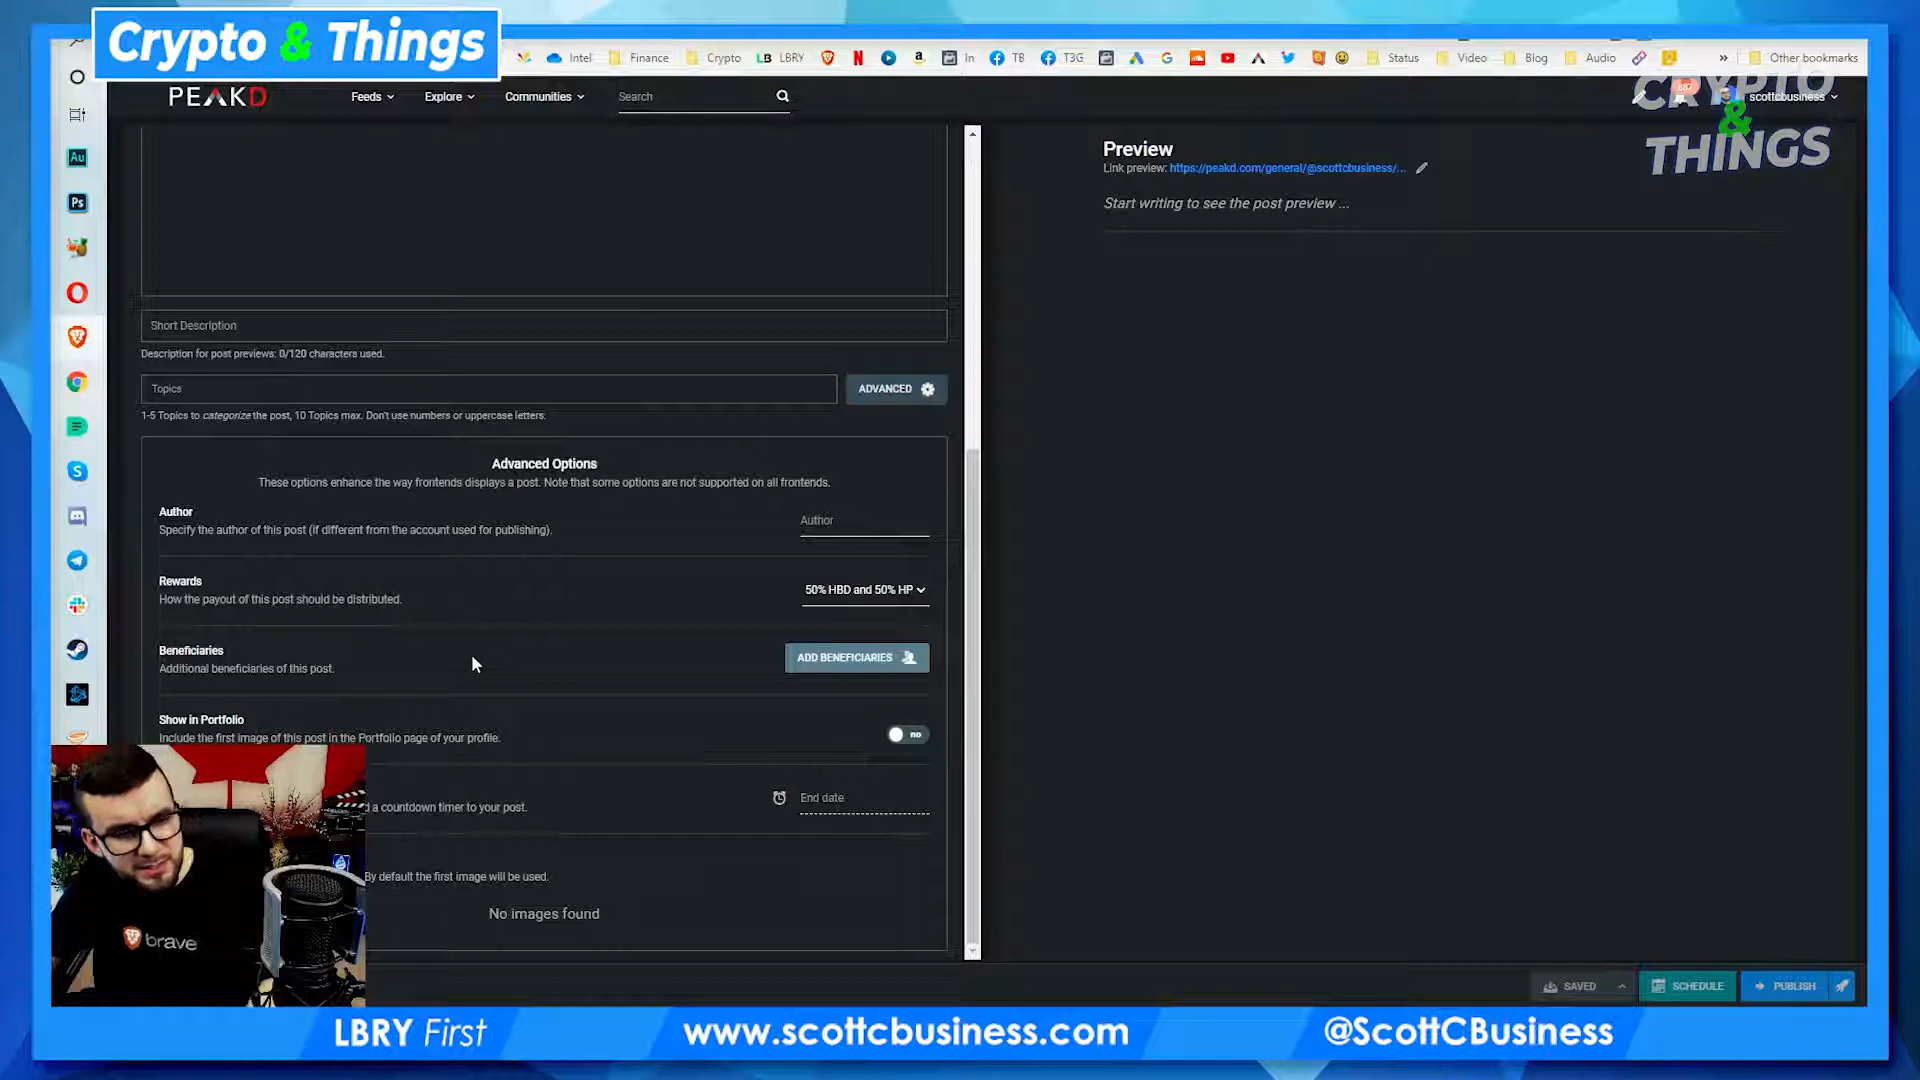 Crypto & Things
Intel
Finance
Crypto
LB LBRY
In
TB
T3G
Status
Video
Blog
Audio
Other bookmarks
PEAKD
Feeds
Explore
Communities
Search
scottcbusiness
CRYPTO
&
THINGS
Au
Ps
Preview
Link preview: https://peakd.com/general/@scottcbusiness/...
Start writing to see the post preview ...
Short Description
Description for post previews: 0/120 characters used.
Topics
ADVANCED
1-5 Topics to categorize the post, 10 Topics max. Don't use numbers or uppercase letters.
Advanced Options
These options enhance the way frontends displays a post. Note that some options are not supported on all frontends.
Author
Specify the author of this post (if different from the account used for publishing).
Author
Rewards
How the payout of this post should be distributed.
50% HBD and 50% HP
Beneficiaries
Additional beneficiaries of this post.
ADD BENEFICIARIES
Show in Portfolio
Include the first image of this post in the Portfolio page of your profile.
no
a countdown timer to your post.
End date
By default the first image will be used.
No images found
brave
SAVED
SCHEDULE
PUBLISH
LBRY First
www.scottcbusiness.com
@ScottCBusiness